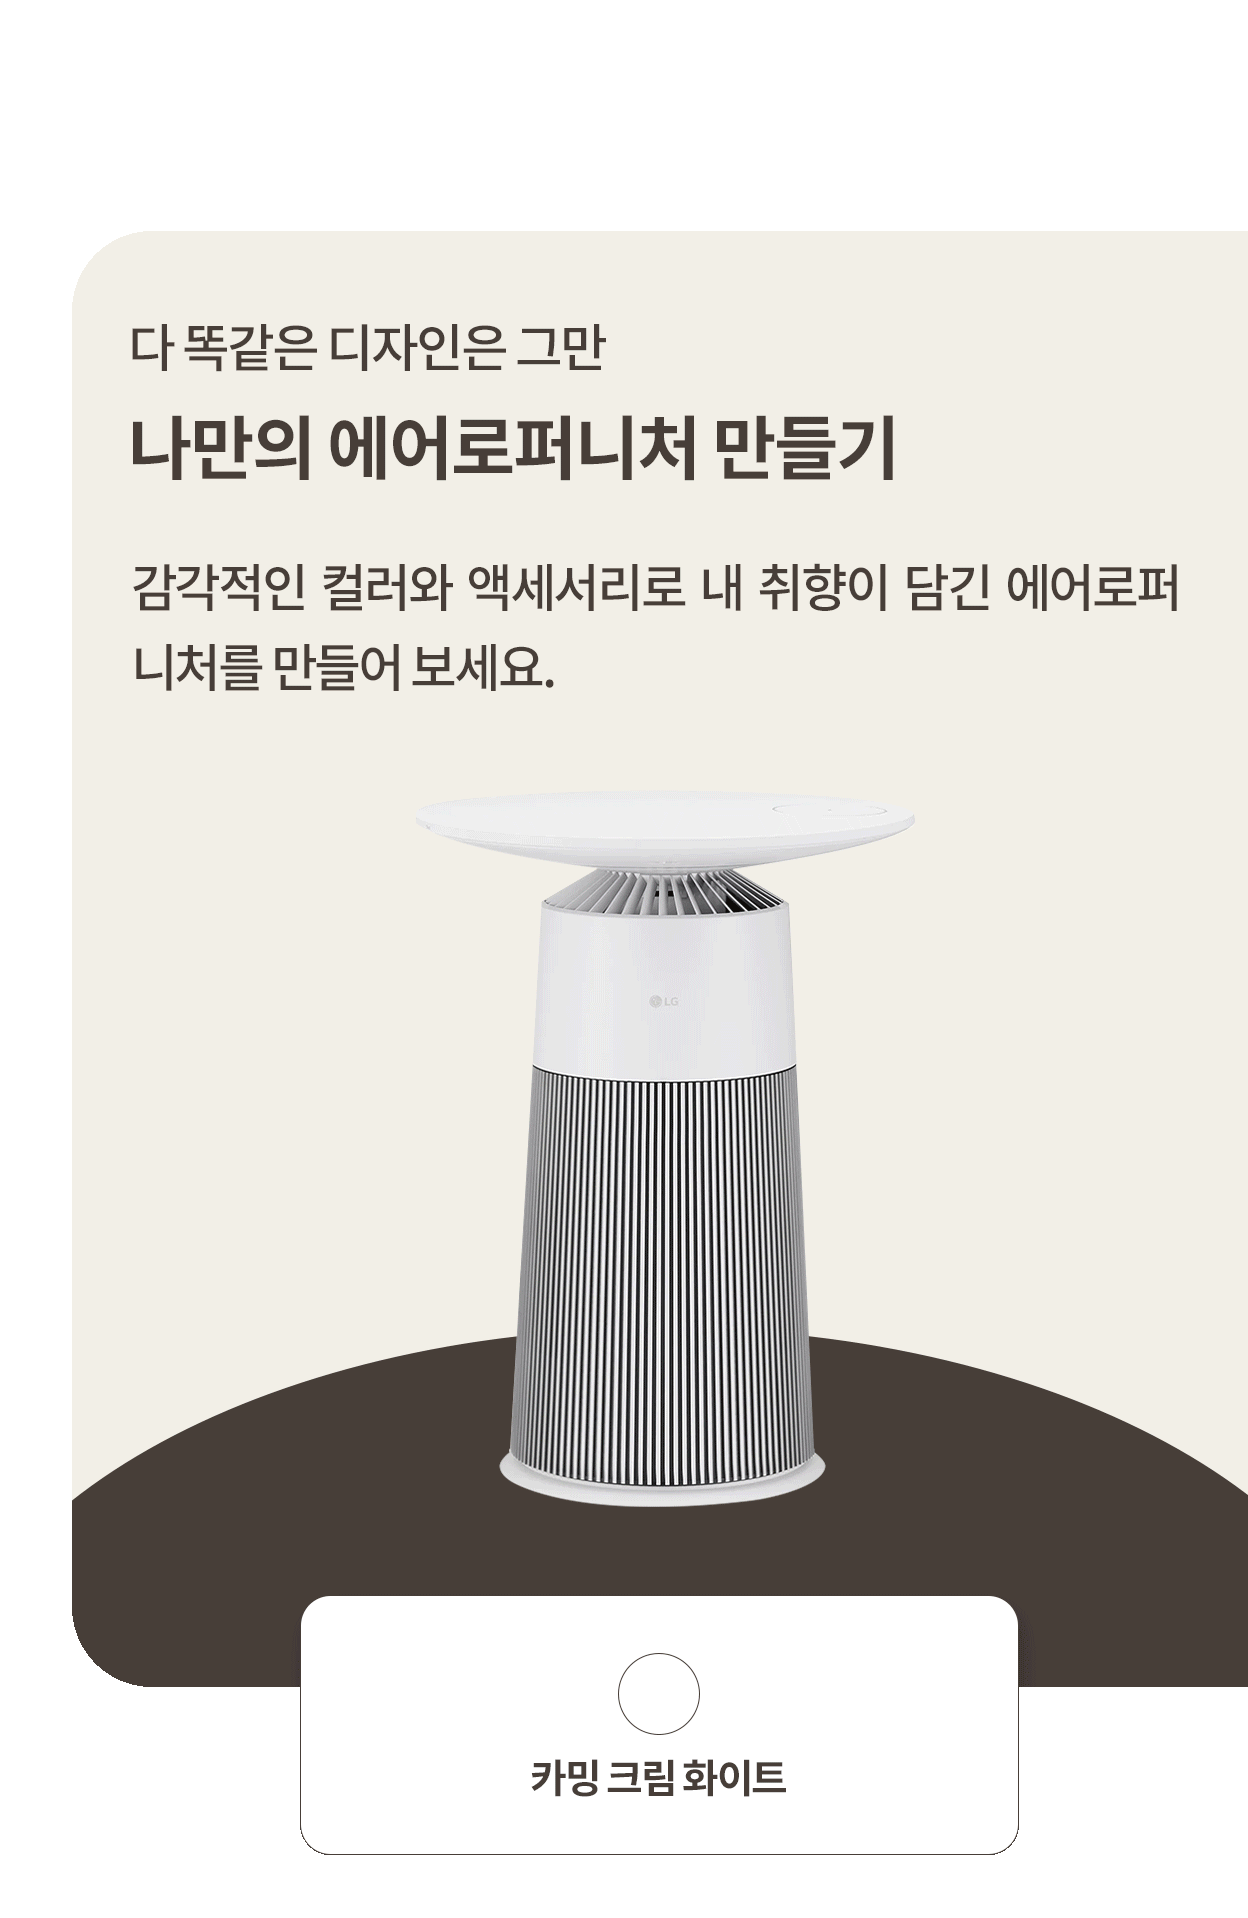 다 똑같은 디자인은 그만
나만의 에어로퍼니처 만들기
감각적인 컬러와 액세서리로 내 취향이 담긴 에어로퍼
니처를 만들어 보세요.
LG
카밍 크림 화이트